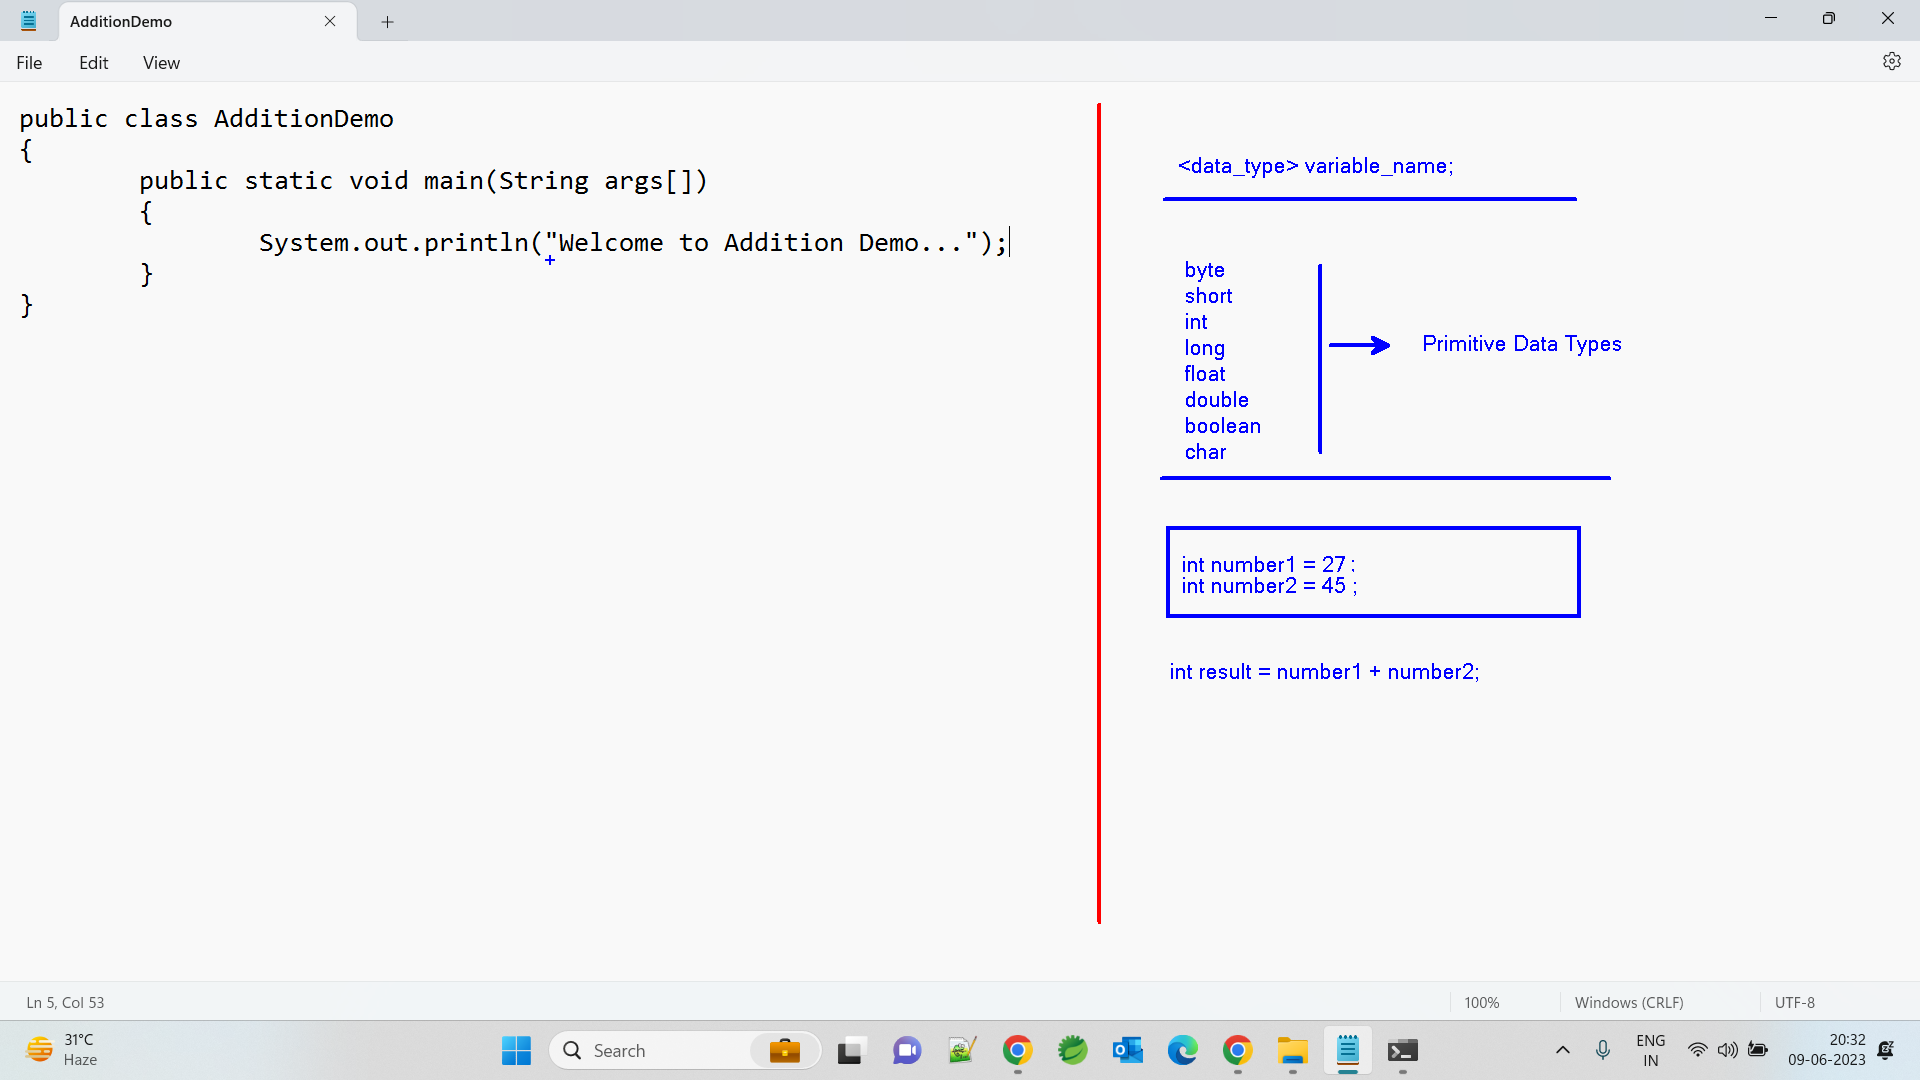 AdditionDemo
File Edit View
public class AdditionDemo
{
public static void main(String args[])
{
System.out.println("Welcome to Addition Demo...");
}
}
<data_type> variable_name;
byte
short
int
long
float
double
boolean
char
Primitive Data Types
int number1 = 27 :
int number2 = 45 ;
int result = number1 + number2;
Ln 5, Col 53 100% Windows (CRLF) UTF-8
31°C
Haze
Search
ENG
IN
20:32
09-06-2023